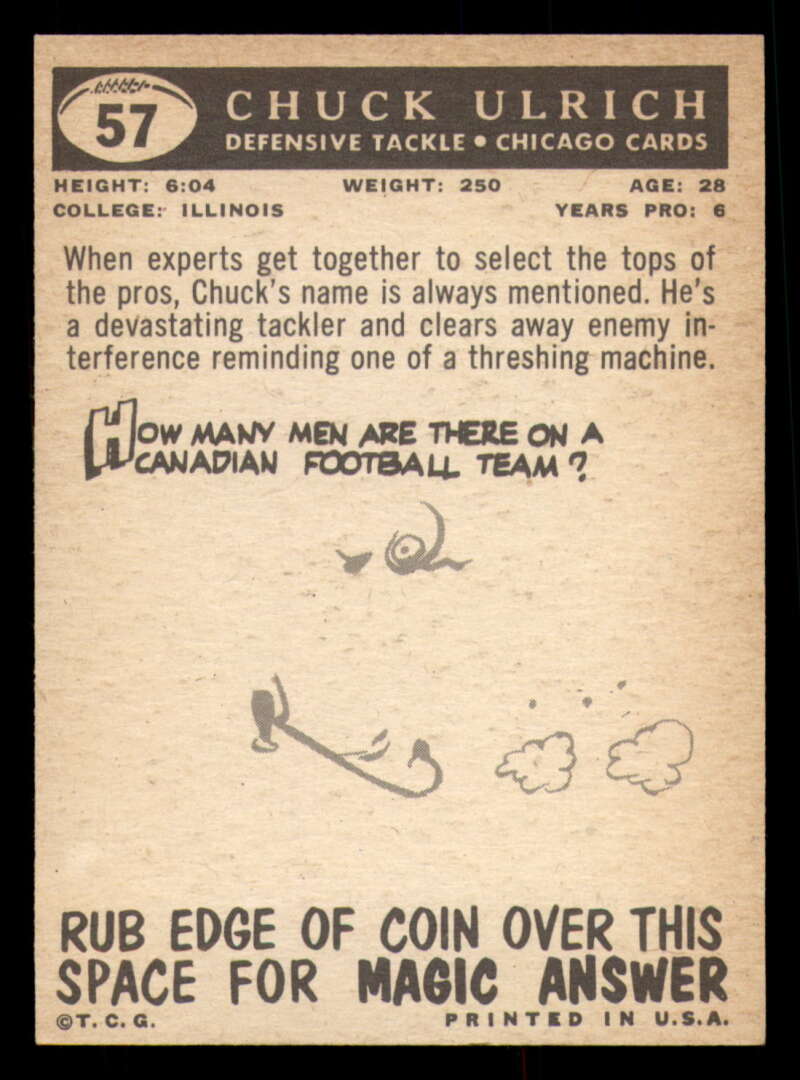 57
CHUCK ULRICH
DEFENSIVE TACKLE • CHICAGO CARDS
HEIGHT: 6:04 WEIGHT: 250 AGE: 28
COLLEGE: ILLINOIS YEARS PRO: 6
When experts get together to select the tops of
the pros, Chuck's name is always mentioned. He's
a devastating tackler and clears away enemy in-
terference reminding one of a threshing machine.
HOW MANY MEN ARE THERE ON A
CANADIAN FOOTBALL TEAM?
RUB EDGE OF COIN OVER THIS
SPACE FOR MAGIC ANSWER
©T.C.G. PRINTED IN U.S.A.